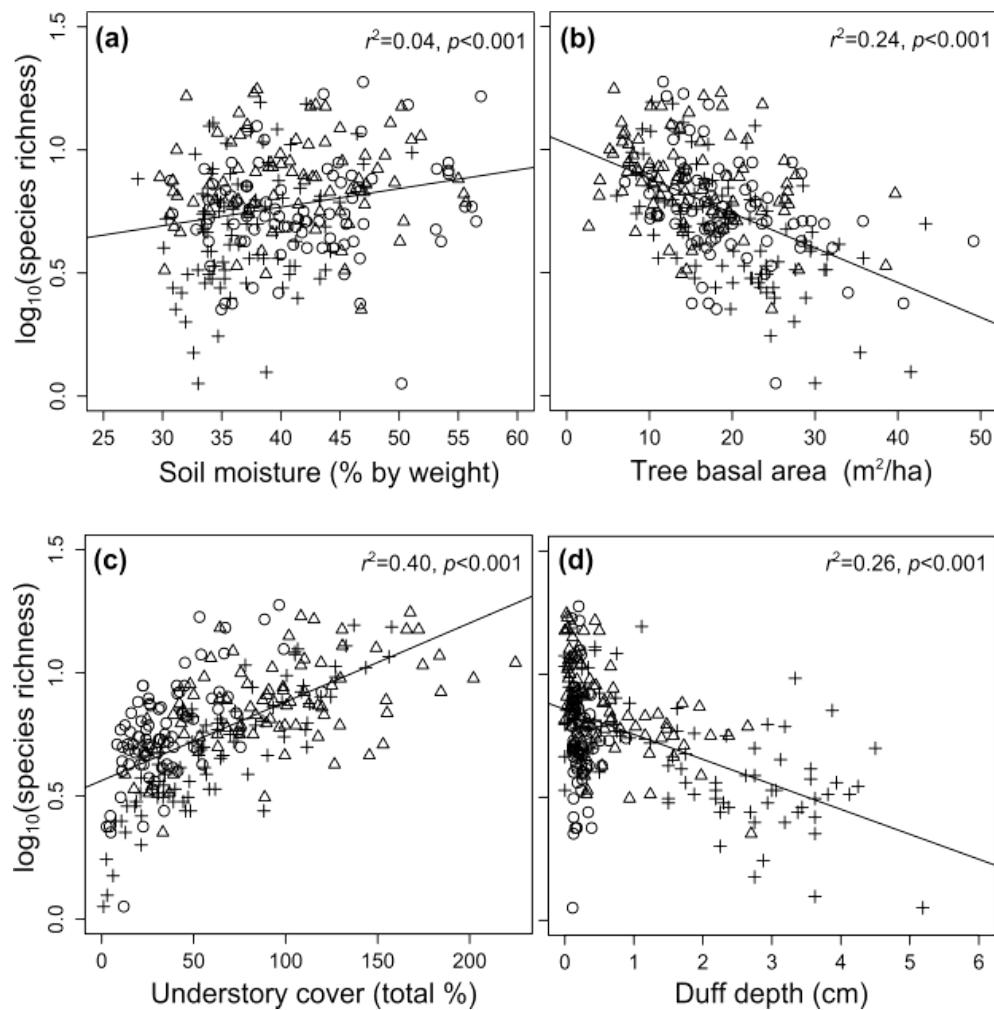 (a)
r²=0.04, p<0.001
(b)
r²=0.24, p<0.001
log₁₀(species richness)
0.0 0.5 1.0 1.5
25 30 35 40 45 50 55 60
0 10 20 30 40 50
Soil moisture (% by weight)
Tree basal area (m²/ha)
(c)
r²=0.40, p<0.001
(d)
r²=0.26, p<0.001
log₁₀(species richness)
0.0 0.5 1.0 1.5
0 50 100 150 200
0 1 2 3 4 5 6
Understory cover (total %)
Duff depth (cm)